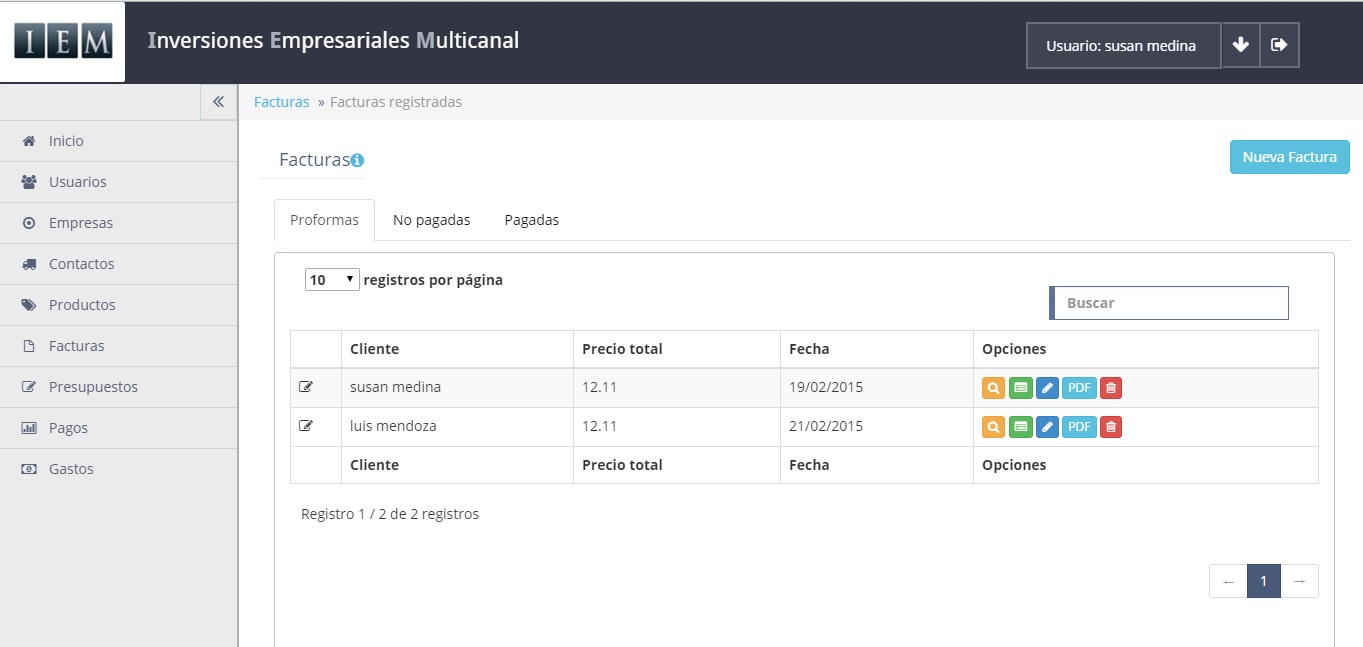 IEM Inversiones Empresariales Multicanal
Usuario: susan medina
Facturas » Facturas registradas
Inicio
Usuarios
Empresas
Contactos
Productos
Facturas
Presupuestos
Pagos
Gastos
Facturas
Nueva Factura
Proformas No pagadas Pagadas
10 registros por página
Buscar
Cliente Precio total Fecha Opciones
susan medina 12.11 19/02/2015 PDF
luis mendoza 12.11 21/02/2015 PDF
Cliente Precio total Fecha Opciones
Registro 1 / 2 de 2 registros
← 1 →